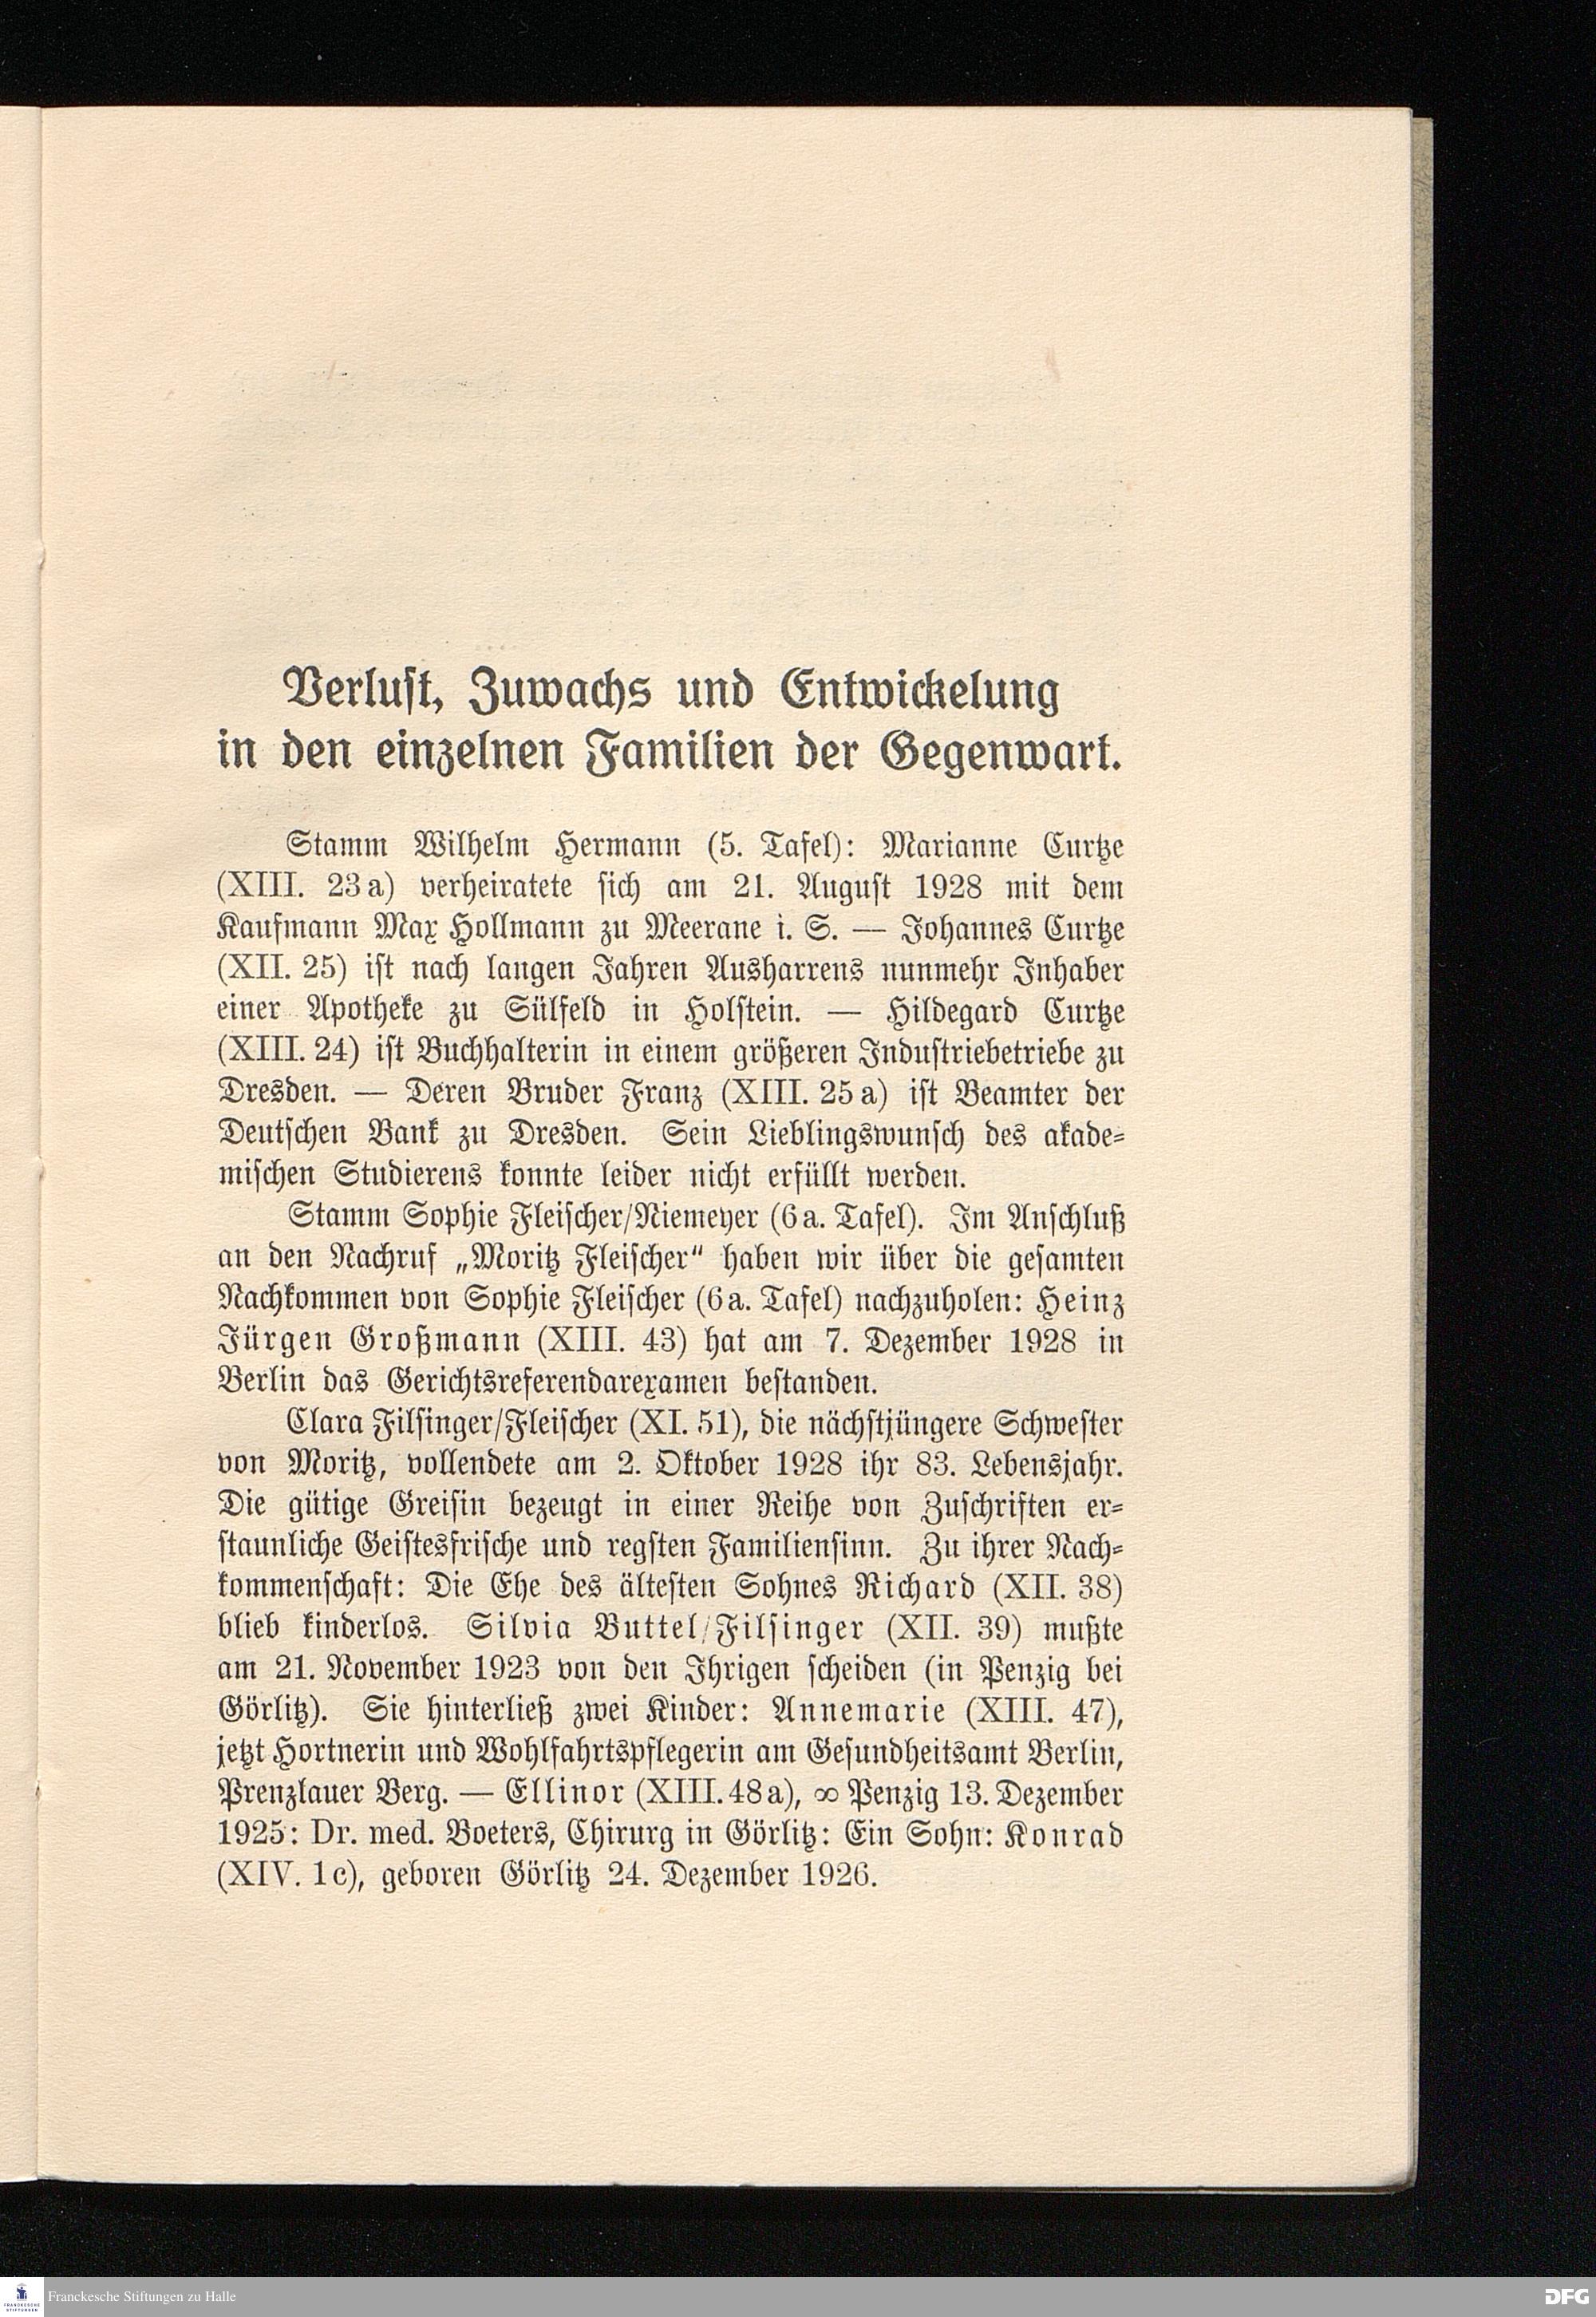 Verlust, Zuwachs und Entwickelung
in den einzelnen Familien der Gegenwart.
Stamm Wilhelm Hermann (5. Tafel): Marianne Curtze
(XIII. 23a) verheiratete sich am 21. August 1928 mit dem
Kaufmann Max Hollmann zu Meerane i. S. — Johannes Curtze
(XII. 25) ist nach langen Jahren Ausharrens nunmehr Inhaber
einer Apotheke zu Sülfeld in Holstein. — Hildegard Curtze
(XIII. 24) ist Buchhalterin in einem größeren Industriebetriebe zu
Dresden. — Deren Bruder Franz (XIII. 25a) ist Beamter der
Deutschen Bank zu Dresden. Sein Lieblingswunsch des akade-
mischen Studierens konnte leider nicht erfüllt werden.
Stamm Sophie Fleischer/Niemeyer (6a. Tafel). Im Anschluß
an den Nachruf „Moritz Fleischer“ haben wir über die gesamten
Nachkommen von Sophie Fleischer (6a. Tafel) nachzuholen: Heinz
Jürgen Großmann (XIII. 43) hat am 7. Dezember 1928 in
Berlin das Gerichtsreferendarexamen bestanden.
Clara Filsinger/Fleischer (XI. 51), die nächstjüngere Schwester
von Moritz, vollendete am 2. Oktober 1928 ihr 83. Lebensjahr.
Die gütige Greisin bezeugt in einer Reihe von Zuschriften er-
staunliche Geistesfrische und regsten Familiensinn. Zu ihrer Nach-
kommenschaft: Die Ehe des ältesten Sohnes Richard (XII. 38)
blieb kinderlos. Silvia Buttel/Filsinger (XII. 39) mußte
am 21. November 1923 von den Ihrigen scheiden (in Penzig bei
Görlitz). Sie hinterließ zwei Kinder: Annemarie (XIII. 47),
jetzt Hortnerin und Wohlfahrtspflegerin am Gesundheitsamt Berlin,
Prenzlauer Berg. — Ellinor (XIII. 48a), ∞ Penzig 13. Dezember
1925: Dr. med. Boeters, Chirurg in Görlitz: Ein Sohn: Konrad
(XIV. 1c), geboren Görlitz 24. Dezember 1926.
FRANCKESCHE
STIFTUNGEN
Franckesche Stiftungen zu Halle
DFG